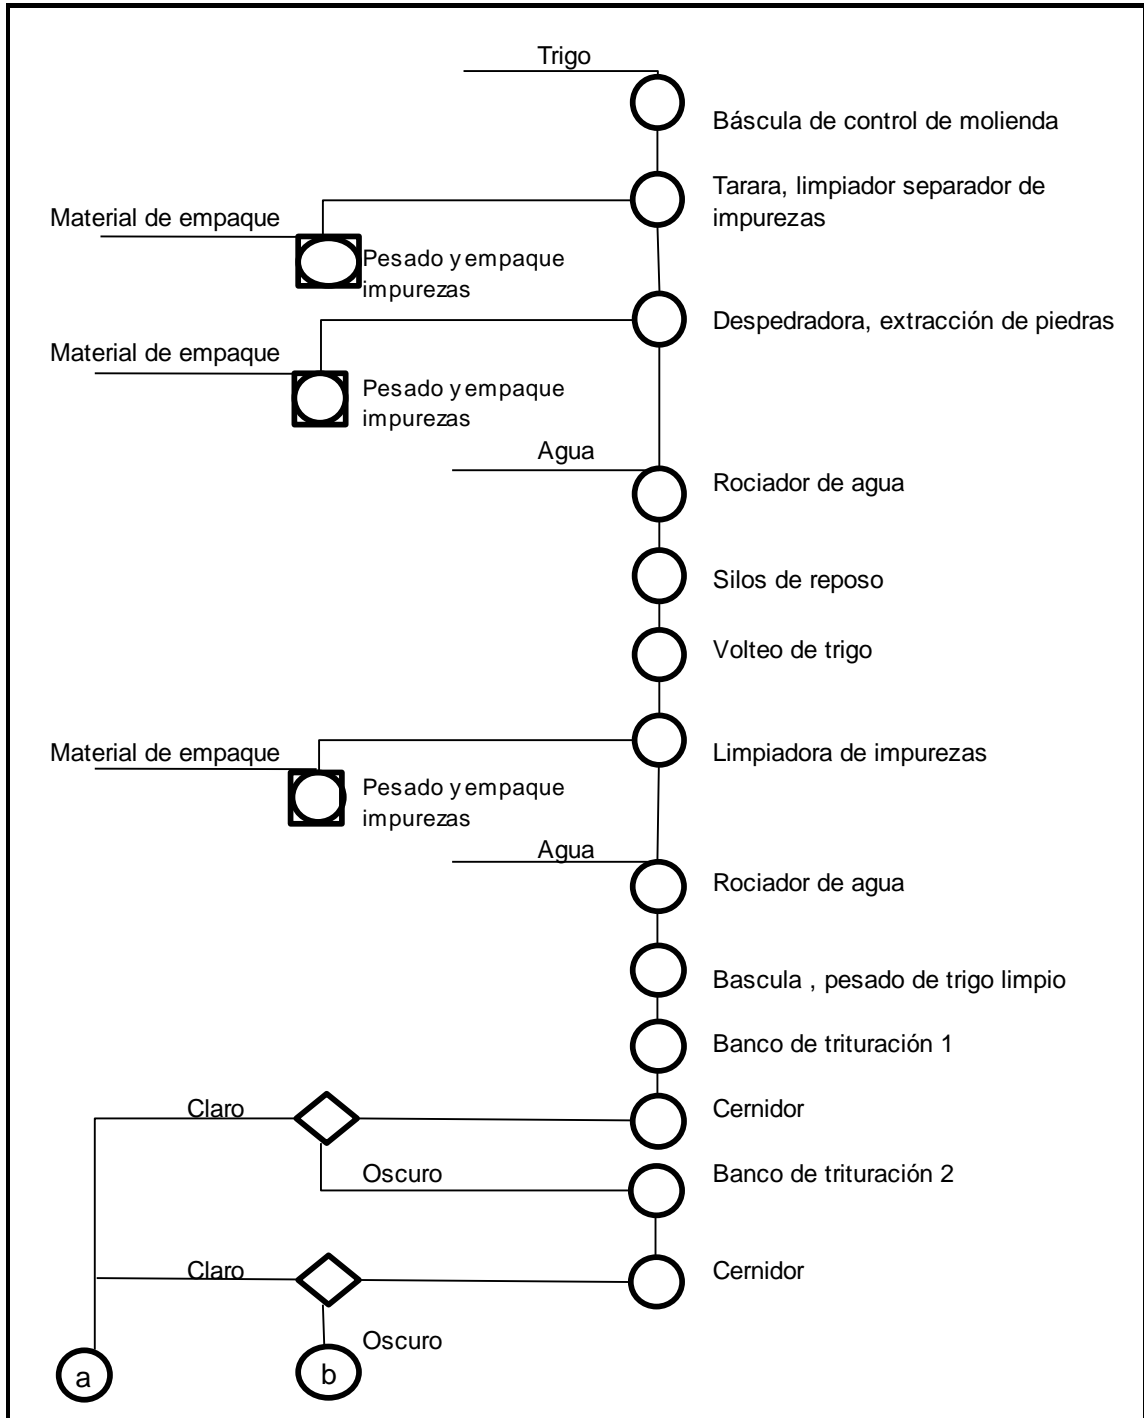 Trigo
Báscula de control de molienda
Tarara, limpiador separador de
impurezas
Material de empaque
Pesado y empaque
impurezas
Despedradora, extracción de piedras
Material de empaque
Pesado y empaque
impurezas
Agua
Rociador de agua
Silos de reposo
Volteo de trigo
Limpiadora de impurezas
Material de empaque
Pesado y empaque
impurezas
Agua
Rociador de agua
Bascula , pesado de trigo limpio
Banco de trituración 1
Claro
Cernidor
Oscuro
Banco de trituración 2
Claro
Cernidor
Oscuro
a
b